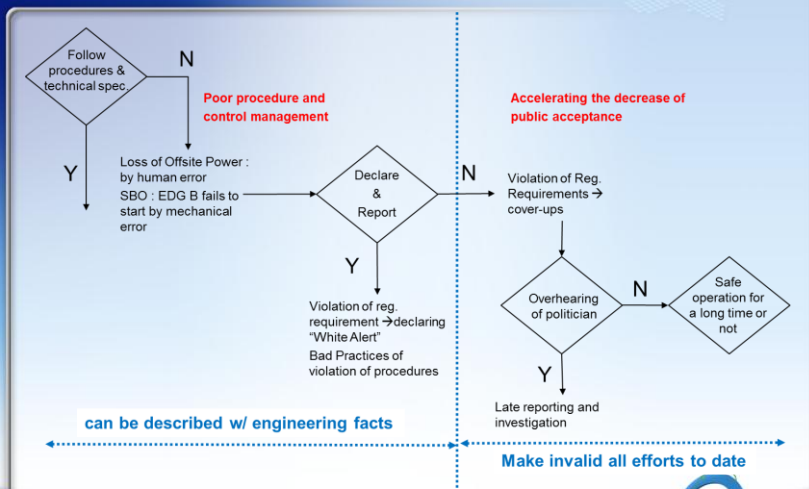 Follow
procedures &
technical spec.
N
Poor procedure and
control management
Accelerating the decrease of
public acceptance
Y
Loss of Offsite Power :
by human error
SBO : EDG B fails to
start by mechanical
error
Declare
&
Report
N
Violation of Reg.
Requirements →
cover-ups
Y
Violation of reg.
requirement →declaring
“White Alert”
Bad Practices of
violation of procedures
Overhearing
of politician
N
Safe
operation for
a long time or
not
Y
Late reporting and
investigation
can be described w/ engineering facts
Make invalid all efforts to date